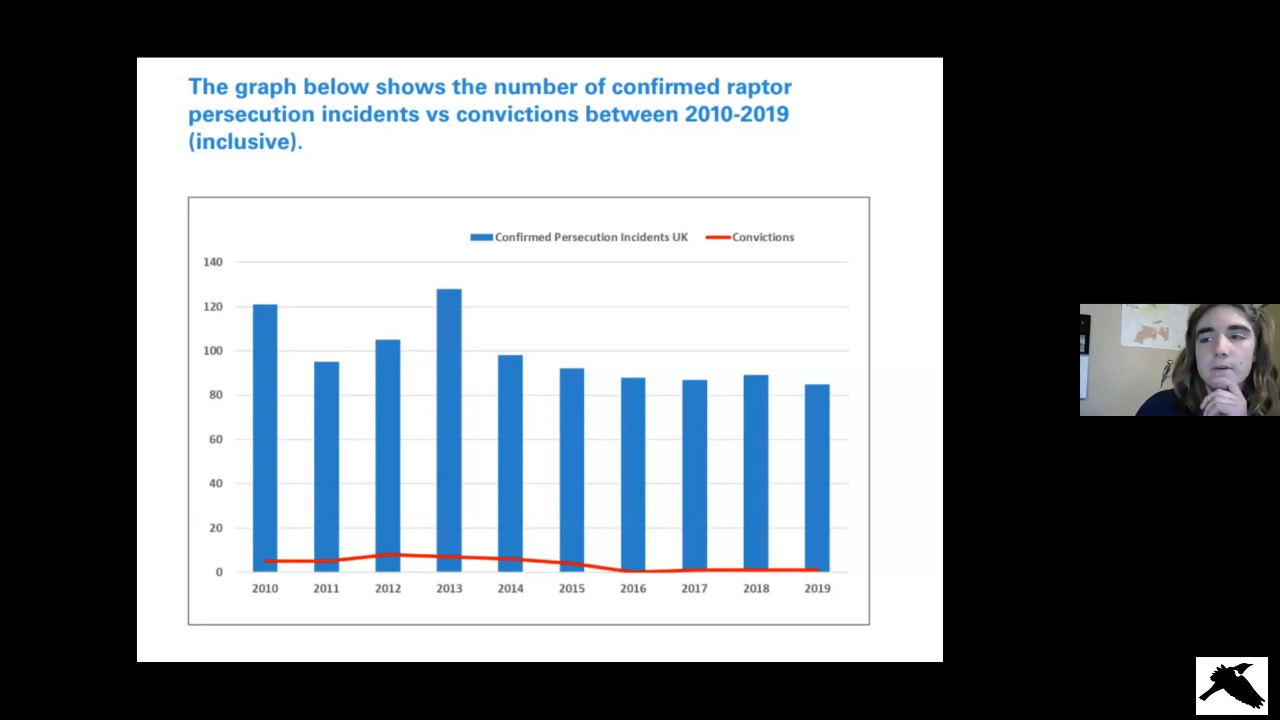 The graph below shows the number of confirmed raptor
persecution incidents vs convictions between 2010-2019
(inclusive).
Confirmed Persecution Incidents UK Convictions
140
120
100
80
60
40
20
0
2010 2011 2012 2013 2014 2015 2016 2017 2018 2019